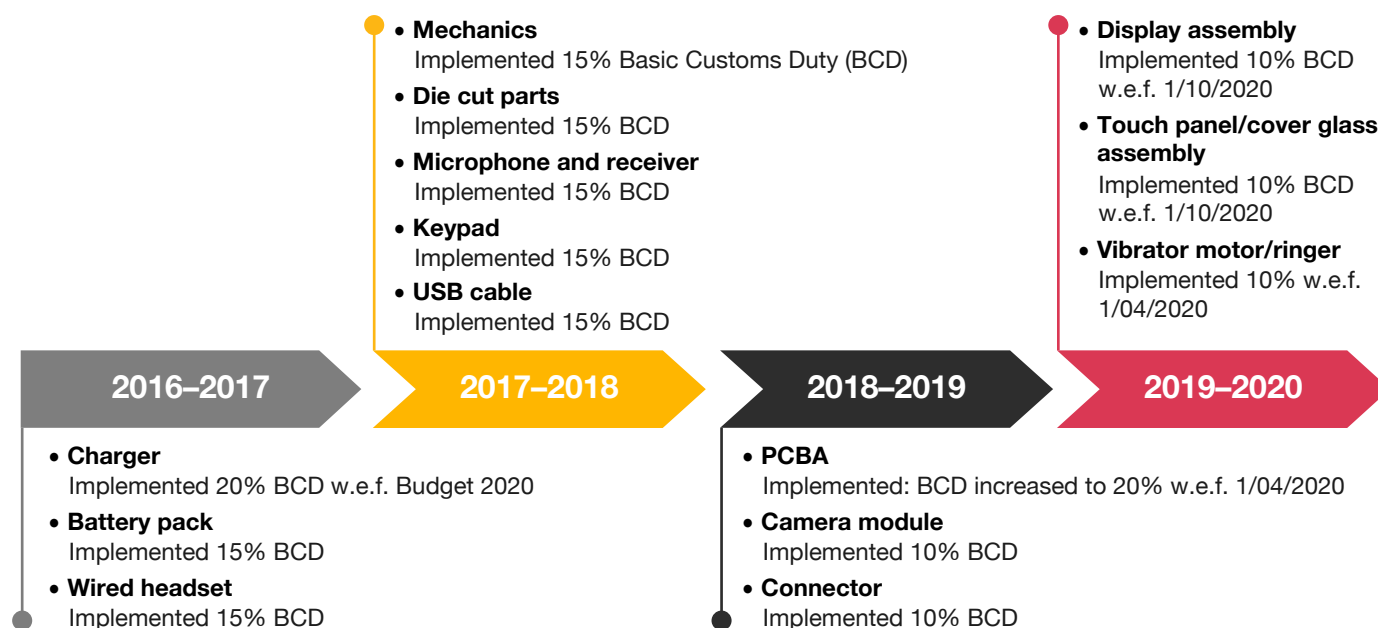 • Mechanics
Implemented 15% Basic Customs Duty (BCD)
• Die cut parts
Implemented 15% BCD
• Microphone and receiver
Implemented 15% BCD
• Keypad
Implemented 15% BCD
• USB cable
Implemented 15% BCD
• Display assembly
Implemented 10% BCD
w.e.f. 1/10/2020
• Touch panel/cover glass
assembly
Implemented 10% BCD
w.e.f. 1/10/2020
• Vibrator motor/ringer
Implemented 10% w.e.f.
1/04/2020
2016–2017
2017–2018
2018–2019
2019–2020
• Charger
Implemented 20% BCD w.e.f. Budget 2020
• Battery pack
Implemented 15% BCD
• Wired headset
Implemented 15% BCD
• PCBA
Implemented: BCD increased to 20% w.e.f. 1/04/2020
• Camera module
Implemented 10% BCD
• Connector
Implemented 10% BCD